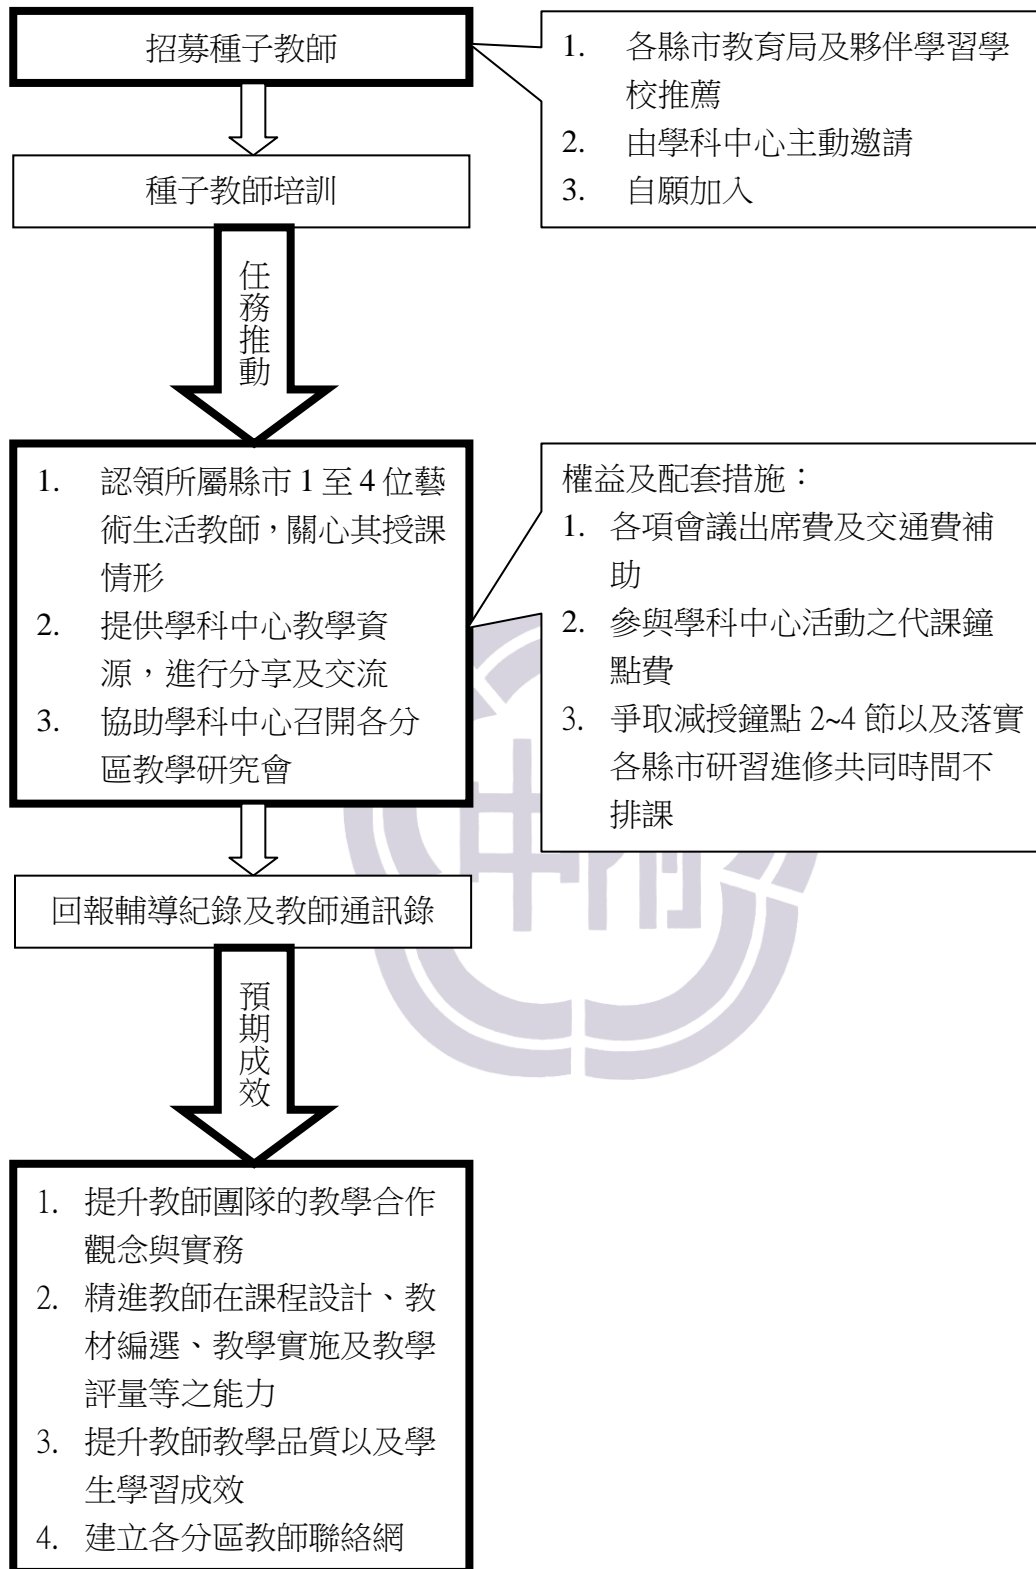 招募種子教師
1. 各縣市教育局及夥伴學習學
校推薦
2. 由學科中心主動邀請
3. 自願加入
種子教師培訓
任務推動
1. 認領所屬縣市 1 至 4 位藝
術生活教師，關心其授課
情形
2. 提供學科中心教學資
源，進行分享及交流
3. 協助學科中心召開各分
區教學研究會
權益及配套措施：
1. 各項會議出席費及交通費補
助
2. 參與學科中心活動之代課鐘
點費
3. 爭取減授鐘點 2~4 節以及落實
各縣市研習進修共同時間不
排課
回報輔導紀錄及教師通訊錄
預期成效
1. 提升教師團隊的教學合作
觀念與實務
2. 精進教師在課程設計、教
材編選、教學實施及教學
評量等之能力
3. 提升教師教學品質以及學
生學習成效
4. 建立各分區教師聯絡網